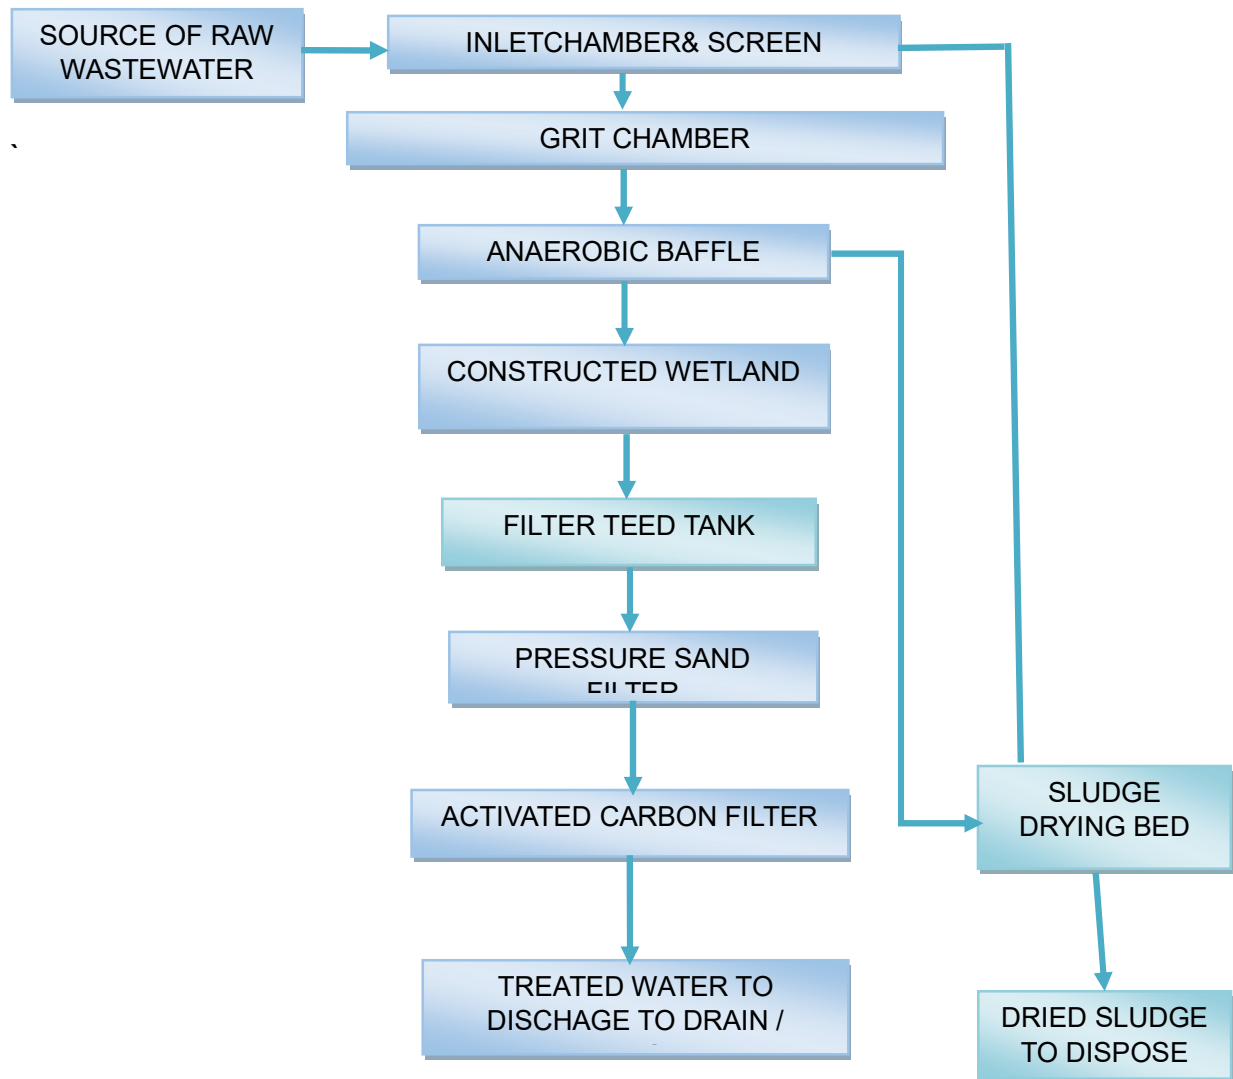 SOURCE OF RAW
WASTEWATER
INLETCHAMBER& SCREEN
GRIT CHAMBER
ANAEROBIC BAFFLE
CONSTRUCTED WETLAND
FILTER TEED TANK
PRESSURE SAND
FILTER
ACTIVATED CARBON FILTER
TREATED WATER TO
DISCHAGE TO DRAIN /
SLUDGE
DRYING BED
DRIED SLUDGE
TO DISPOSE
`